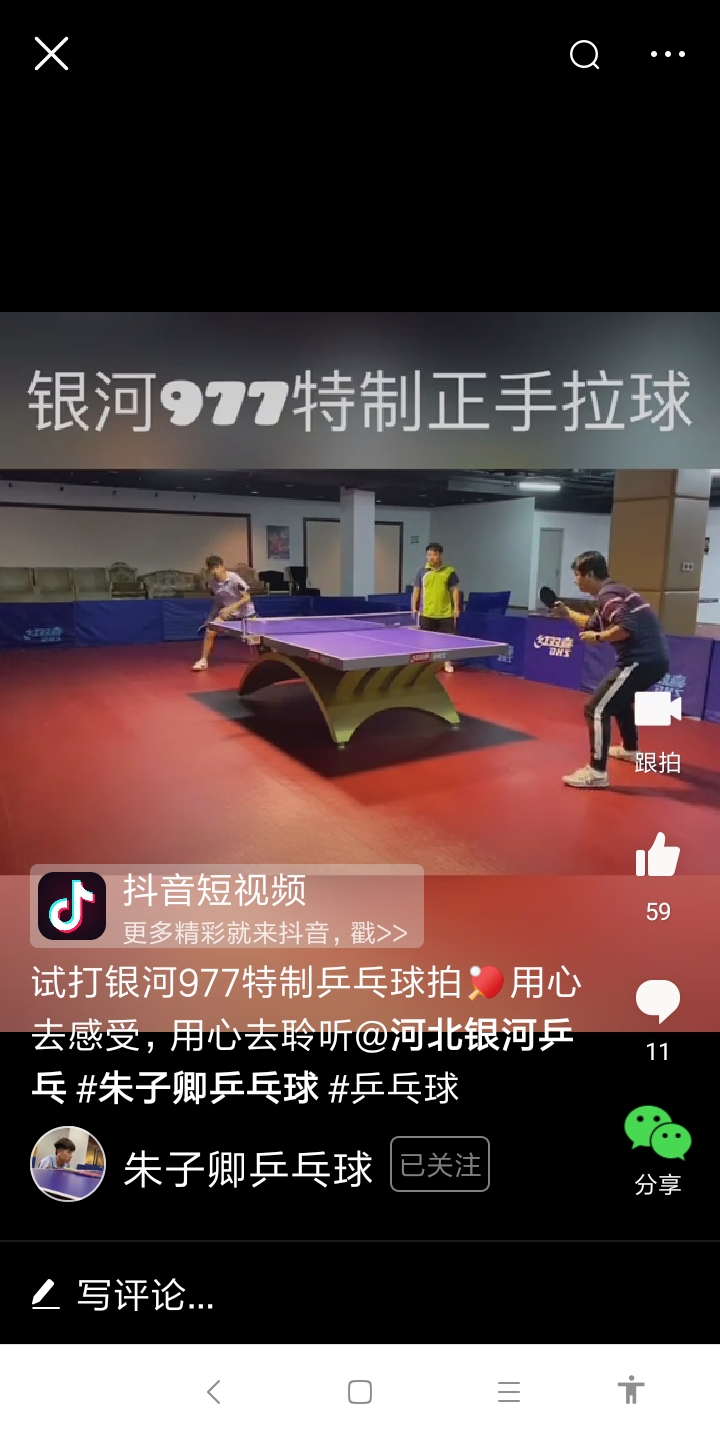 银河977特制正手拉球
跟拍
59
抖音短视频
更多精彩就来抖音，戳>>
试打银河977特制乒乓球拍🏓用心
去感受，用心去聆听@河北银河乒
乓 #朱子卿乒乓球 #乒乓球
11
朱子卿乒乓球
已关注
分享
写评论...